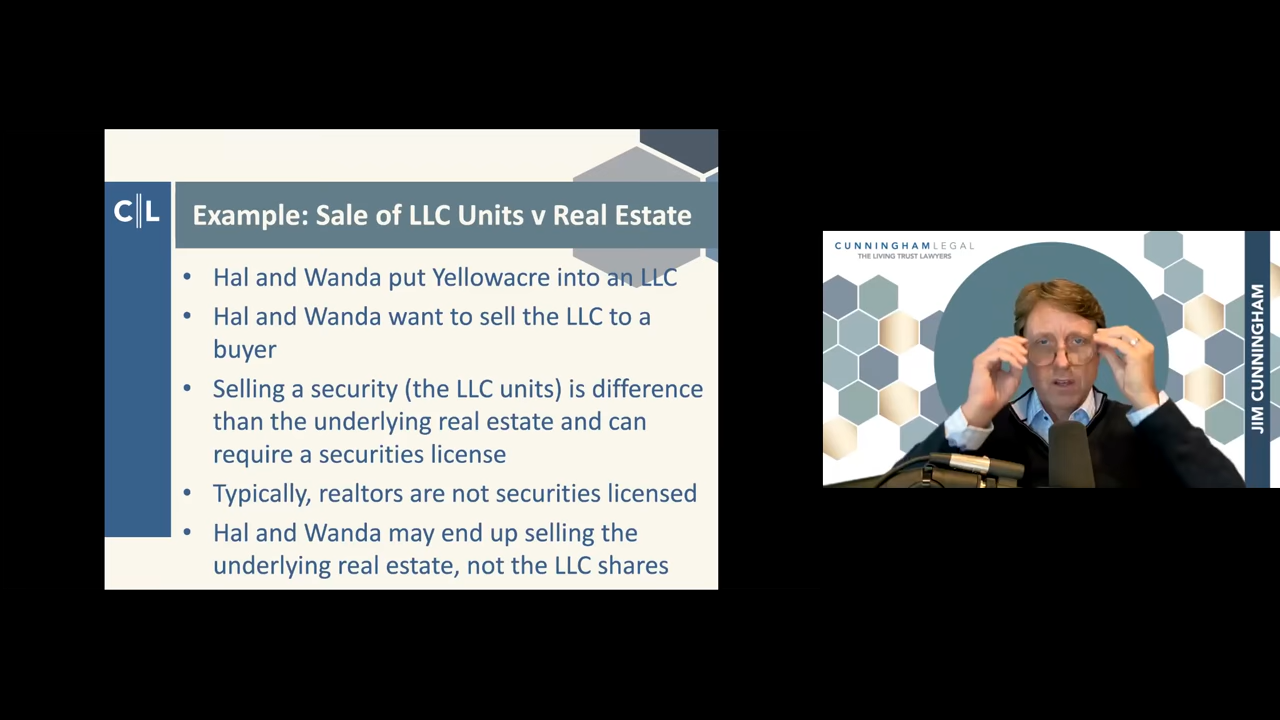 C||L
Example: Sale of LLC Units v Real Estate
• Hal and Wanda put Yellowacre into an LLC
• Hal and Wanda want to sell the LLC to a
buyer
• Selling a security (the LLC units) is difference
than the underlying real estate and can
require a securities license
• Typically, realtors are not securities licensed
• Hal and Wanda may end up selling the
underlying real estate, not the LLC shares
CUNNINGHAMLEGAL
THE LIVING TRUST LAWYERS
JIM CUNNINGHAM